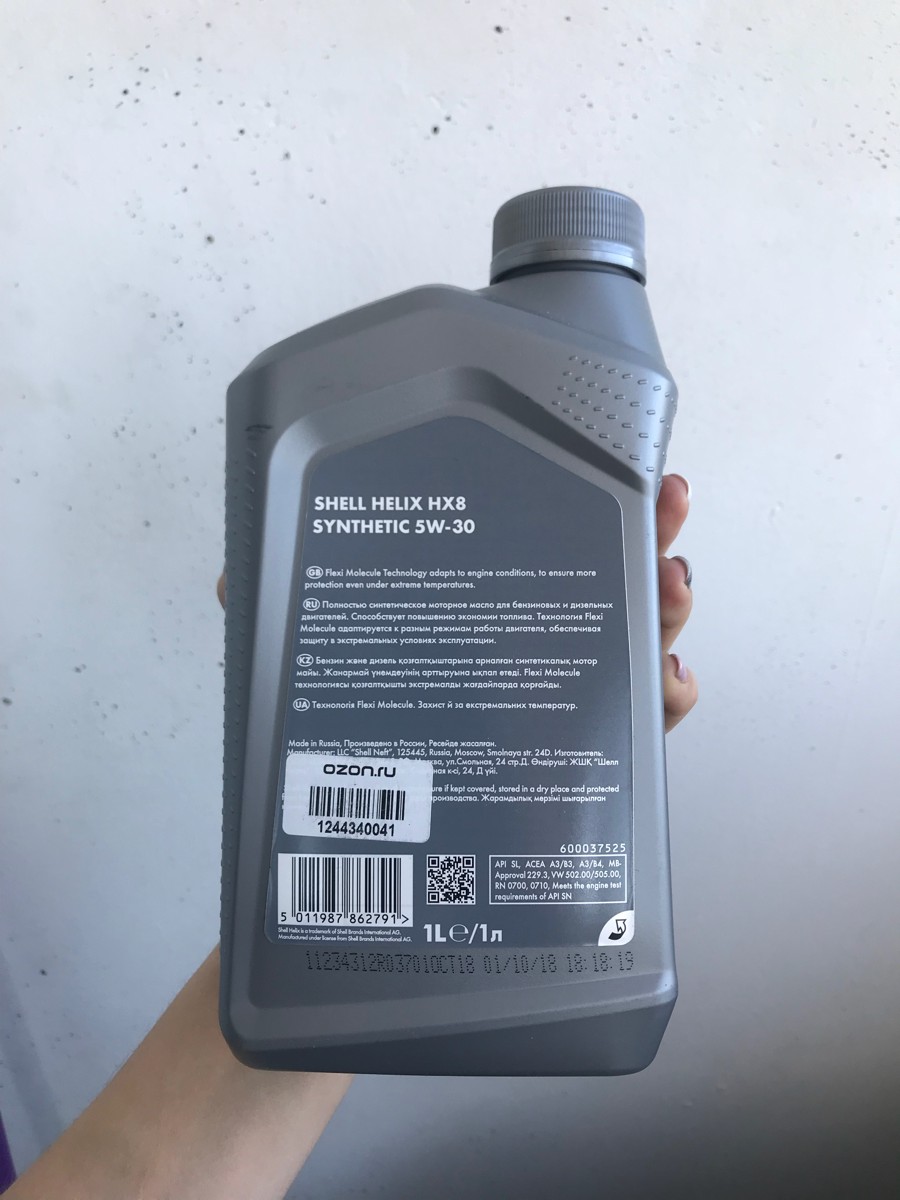 SHELL HELIX HX8
SYNTHETIC 5W-30
GB Flexi Molecule Technology adapts to engine conditions, to ensure more
protection even under extreme temperatures.
RU Полностью синтетическое моторное масло для бензиновых и дизельных
двигателей. Способствует повышению экономии топлива. Технология Flexi
Molecule адаптируется к разным режимам работы двигателя, обеспечивая
защиту в экстремальных условиях эксплуатации.
KZ Бензин және дизель қозғалтқыштарына арналған синтетикалық мотор
майы. Жанармай үнемдеуінің арттыруына ықпал етеді. Flexi Molecule
технологиясы қозғалтқышты экстремалды жағдайларда қорғайды.
UA Технологія Flexi Molecule. Захист й за екстремальних температур.
Made in Russia, Произведено в России, Ресейде жасалған.
Manufacturer: LLC "Shell Neft", 125445, Russia, Moscow, Smolnaya str. 24D. Изготовитель:
ул.Смольная, 24 стр.Д. Өндіруші: ЖШҚ "Шелл
к-сі, 24, Д үйі.
if kept covered, stored in a dry place and protected
производства. Жарамдылық мерзімі шығарылған
ozon.ru
1244340041
600037525
API SL, ACEA A3/B3, A3/B4, MB-
Approval 229.3, VW 502.00/505.00,
RN 0700, 0710, Meets the engine test
requirements of API SN
5 011987 862791 >
Shell Helix is a trademark of Shell Brands International AG.
Manufactured under license from Shell Brands International AG.
1L℮/1л
11234312R03701OCT18 01/10/18 18:18:19